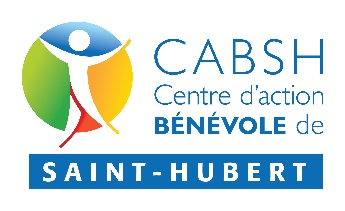 CABSH
Centre d'action
BÉNÉVOLE de
SAINT-HUBERT